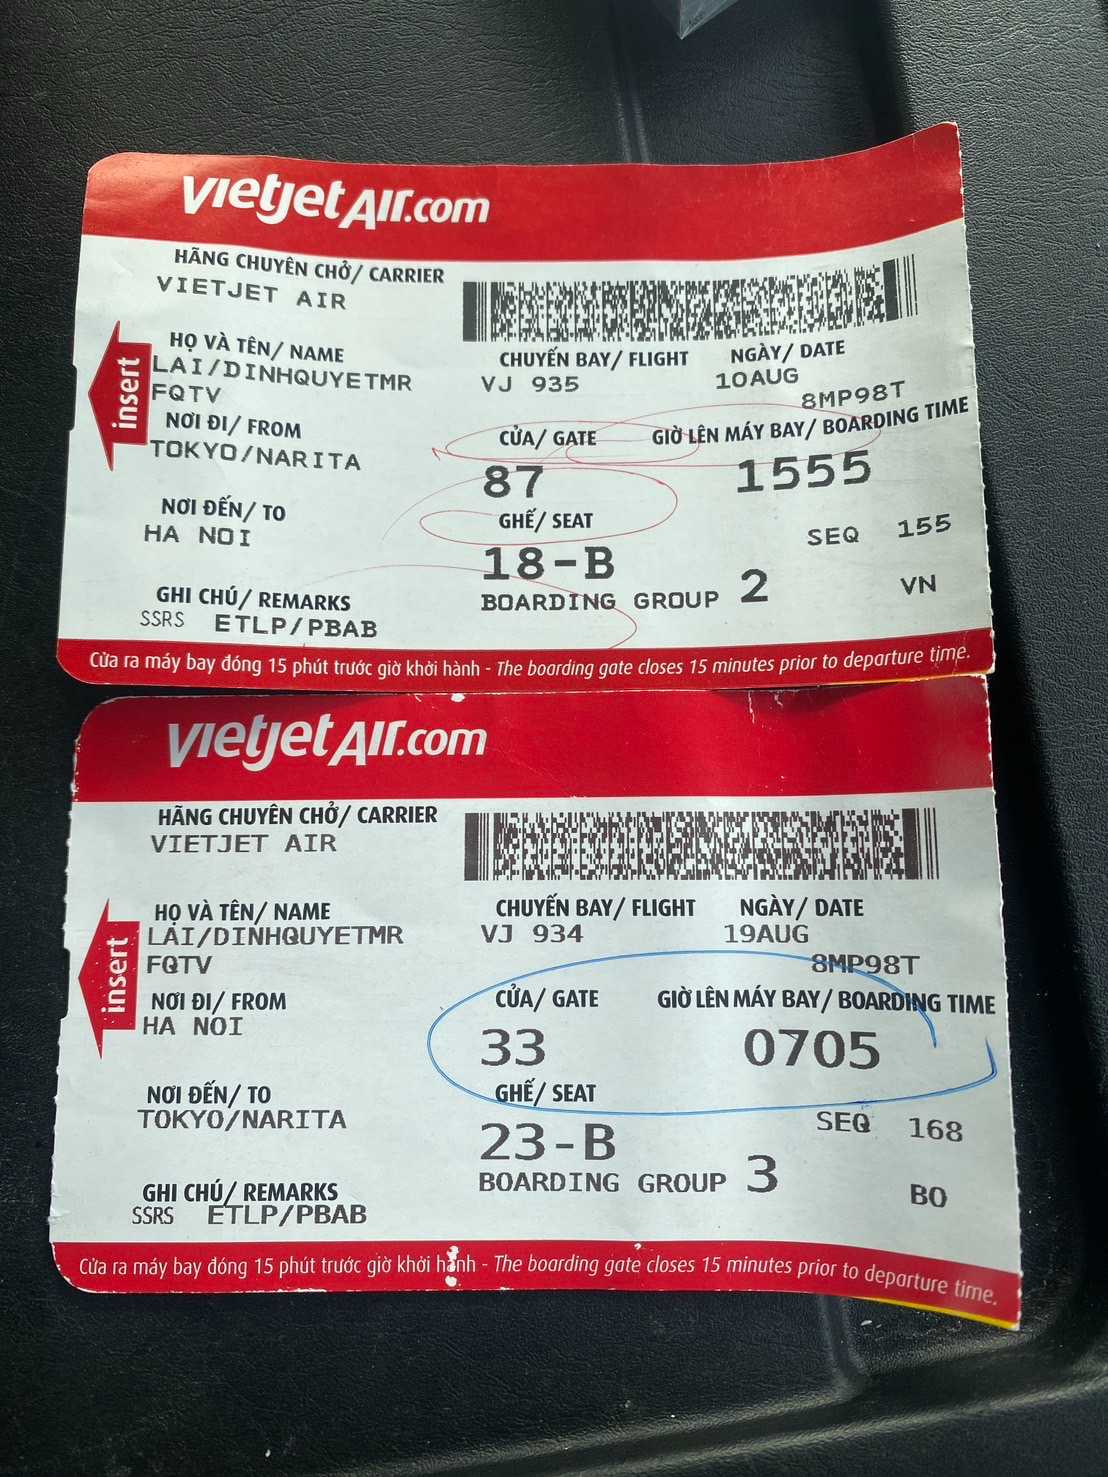 vietjetAir.com
HÃNG CHUYÊN CHỞ/ CARRIER
VIETJET AIR
HỌ VÀ TÊN/ NAME
LAI/DINHQUYETMR
FQTV
CHUYẾN BAY/ FLIGHT
VJ 935
NGÀY/ DATE
10AUG
8MP98T
insert
NƠI ĐI/ FROM
TOKYO/NARITA
CỬA/ GATE
87
GIỜ LÊN MÁY BAY/ BOARDING TIME
1555
NƠI ĐẾN/ TO
HA NOI
GHẾ/ SEAT
18-B
SEQ 155
BOARDING GROUP 2
VN
GHI CHÚ/ REMARKS
SSRS ETLP/PBAB
Cửa ra máy bay đóng 15 phút trước giờ khởi hành - The boarding gate closes 15 minutes prior to departure time.
vietjetAir.com
HÃNG CHUYÊN CHỞ/ CARRIER
VIETJET AIR
HỌ VÀ TÊN/ NAME
LAI/DINHQUYETMR
FQTV
CHUYẾN BAY/ FLIGHT
VJ 934
NGÀY/ DATE
19AUG
8MP98T
insert
NƠI ĐI/ FROM
HA NOI
CỬA/ GATE
33
GIỜ LÊN MÁY BAY/ BOARDING TIME
0705
NƠI ĐẾN/ TO
TOKYO/NARITA
GHẾ/ SEAT
23-B
SEQ 168
BOARDING GROUP 3
BO
GHI CHÚ/ REMARKS
SSRS ETLP/PBAB
Cửa ra máy bay đóng 15 phút trước giờ khởi hành - The boarding gate closes 15 minutes prior to departure time.